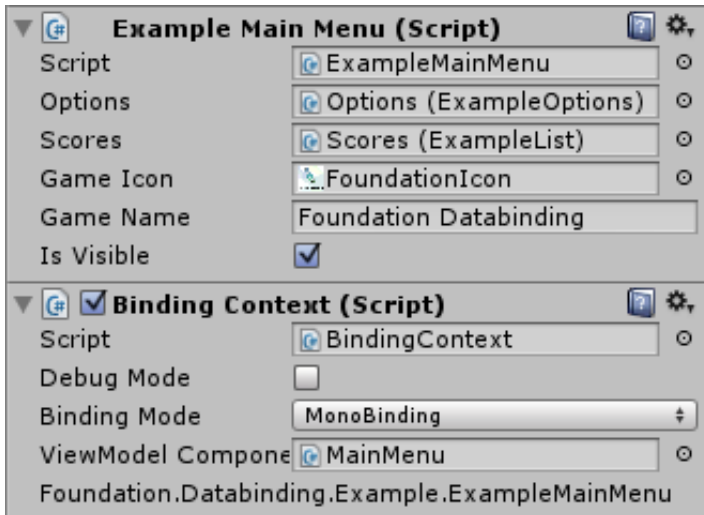 Example Main Menu (Script)
Script ExampleMainMenu
Options Options (ExampleOptions)
Scores Scores (ExampleList)
Game Icon FoundationIcon
Game Name Foundation Databinding
Is Visible
Binding Context (Script)
Script BindingContext
Debug Mode
Binding Mode MonoBinding
ViewModel Compone MainMenu
Foundation.Databinding.Example.ExampleMainMenu